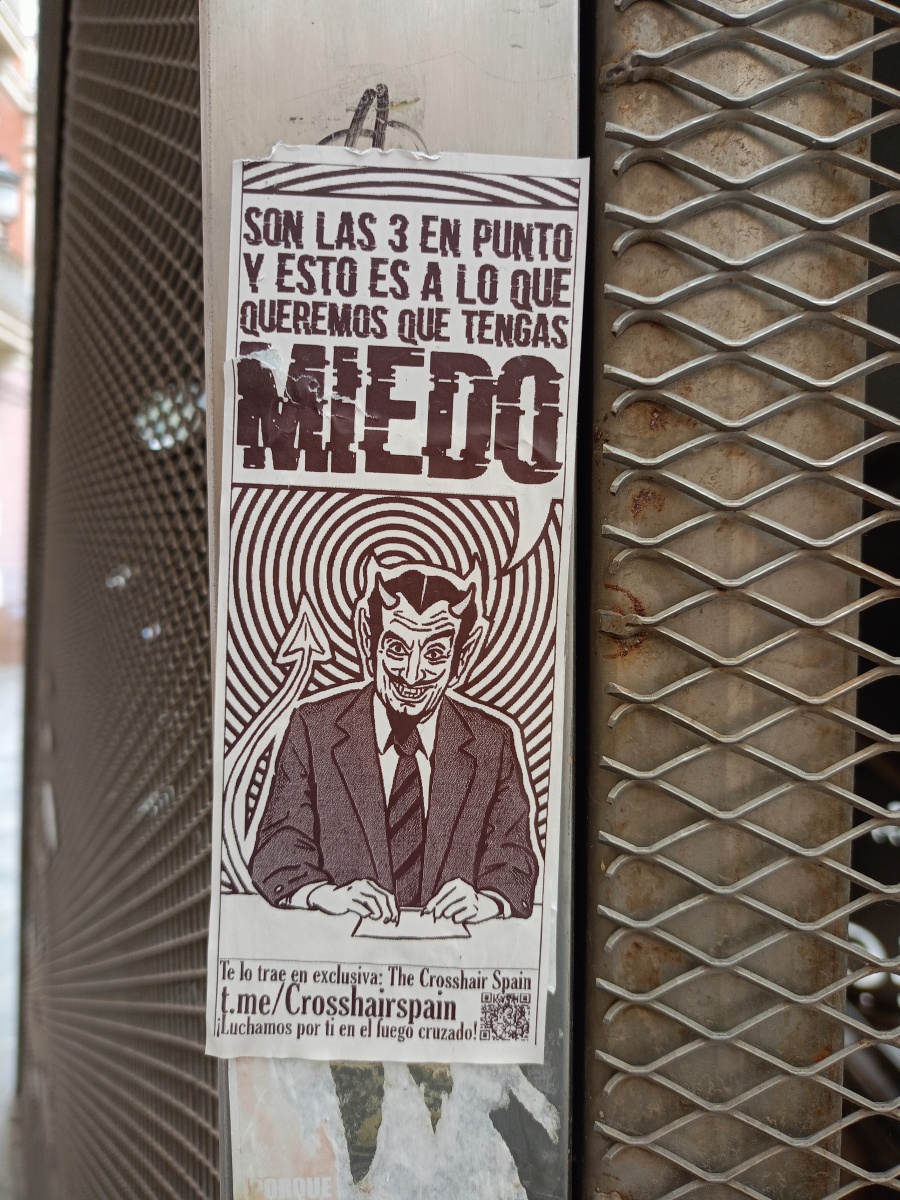 SON LAS 3 EN PUNTO
Y ESTO ES A LO QUE
QUEREMOS QUE TENGAS
MIEDO
Te lo trae en exclusiva: The Crosshair Spain
t.me/Crosshairspain
¡Luchamos por ti en el fuego cruzado!
PORQUE